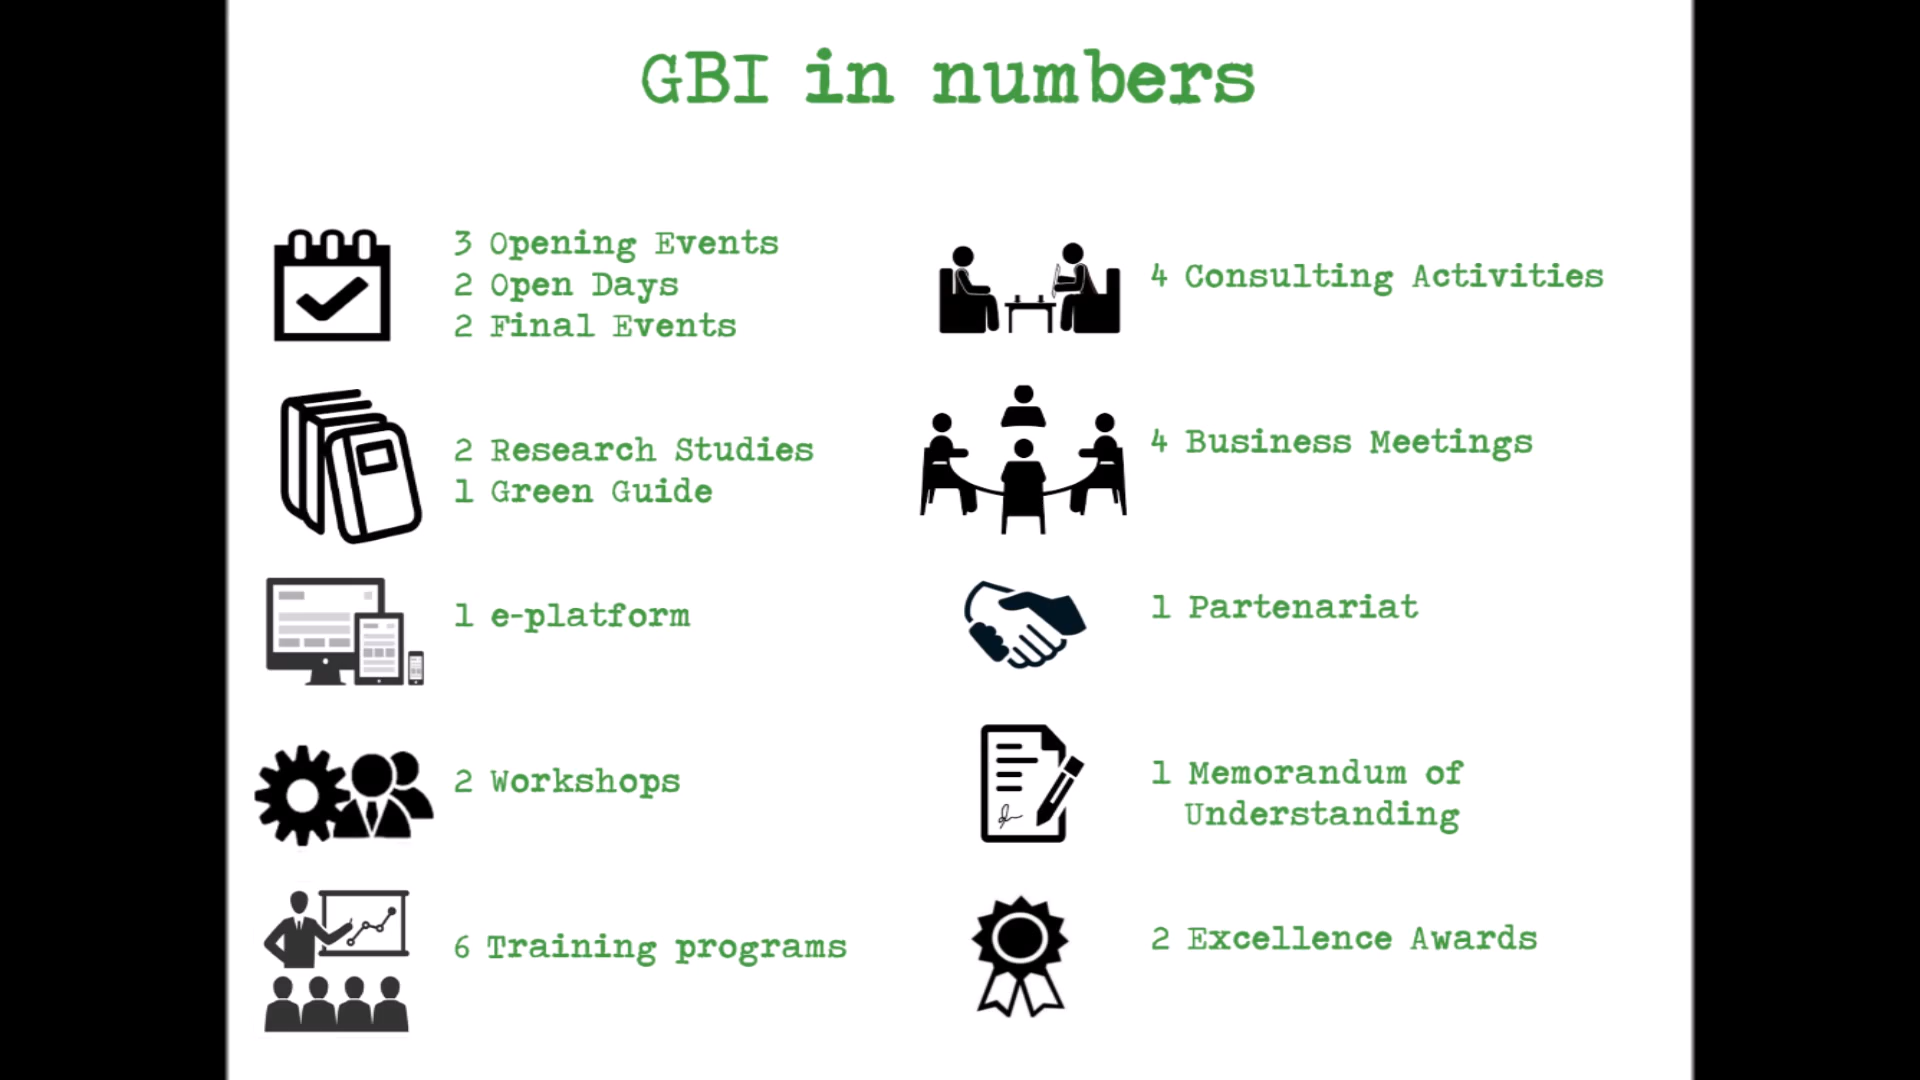 GBI in numbers
3 Opening Events
2 Open Days
2 Final Events
2 Research Studies
1 Green Guide
1 e-platform
2 Workshops
6 Training programs
4 Consulting Activities
4 Business Meetings
1 Partenariat
1 Memorandum of
Understanding
2 Excellence Awards